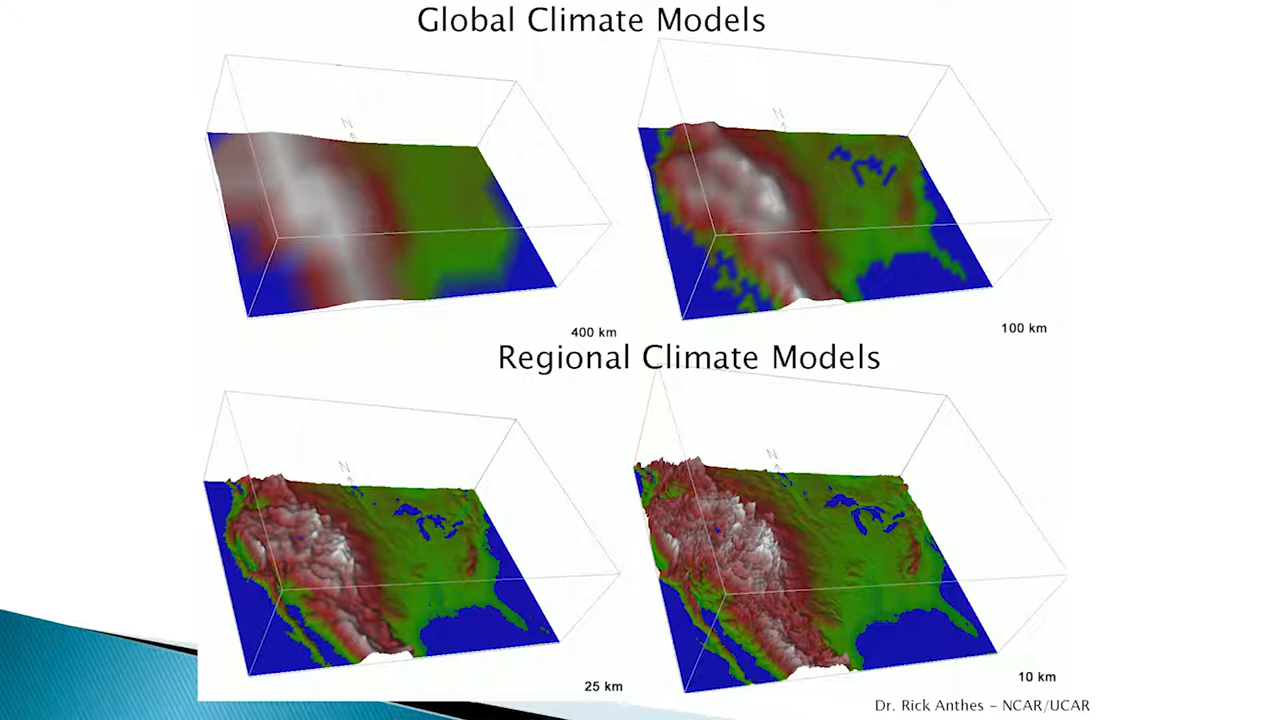 Global Climate Models
N
N
400 km
100 km
Regional Climate Models
N
N
25 km
10 km
Dr. Rick Anthes – NCAR/UCAR